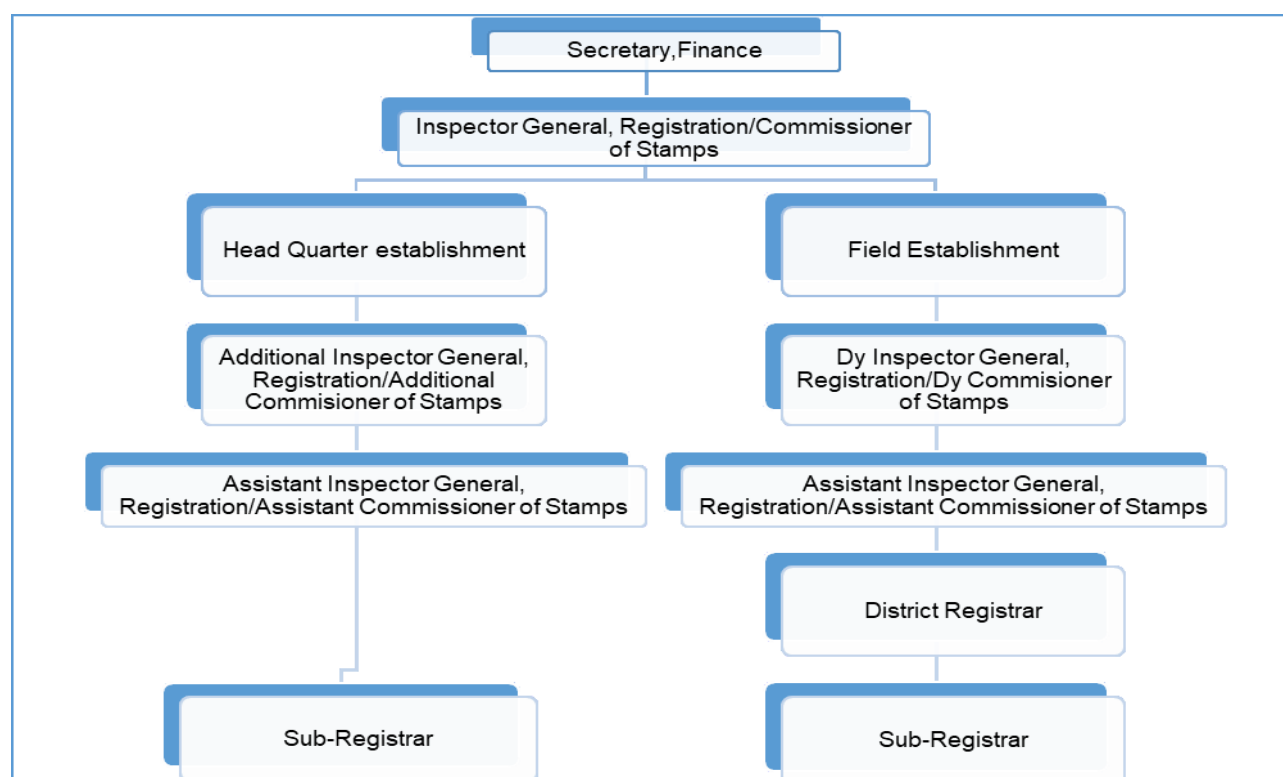 Secretary,Finance
Inspector General, Registration/Commissioner
of Stamps
Head Quarter establishment
Field Establishment
Additional Inspector General,
Registration/Additional
Commisioner of Stamps
Dy Inspector General,
Registration/Dy Commisioner
of Stamps
Assistant Inspector General,
Registration/Assistant Commissioner of Stamps
Assistant Inspector General,
Registration/Assistant Commissioner of Stamps
District Registrar
Sub-Registrar
Sub-Registrar